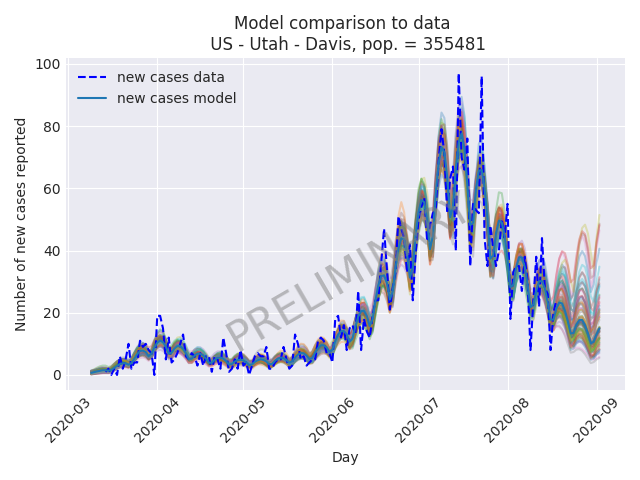 Model comparison to data
US - Utah - Davis, pop. = 355481
new cases data
new cases model
PRELIMINARY
Number of new cases reported
100
80
60
40
20
0
2020-03
2020-04
2020-05
2020-06
2020-07
2020-08
2020-09
Day